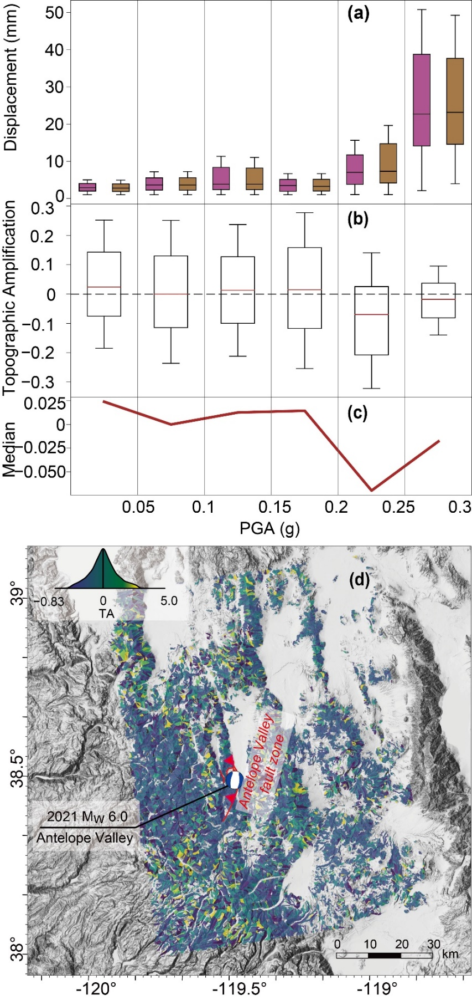 (a)
Displacement (mm)
50
40
30
20
10
0
(b)
Topographic Amplification
0.3
0.2
0.1
0
−0.1
−0.2
−0.3
(c)
Median
0.025
0
−0.025
−0.050
0.05 0.1 0.15 0.2 0.25 0.3
PGA (g)
(d)
−0.83 0 5.0
TA
39°
38.5°
38°
Antelope Valley
fault zone
2021 Mw 6.0
Antelope Valley
0 10 20 30
km
-120° -119.5° -119°